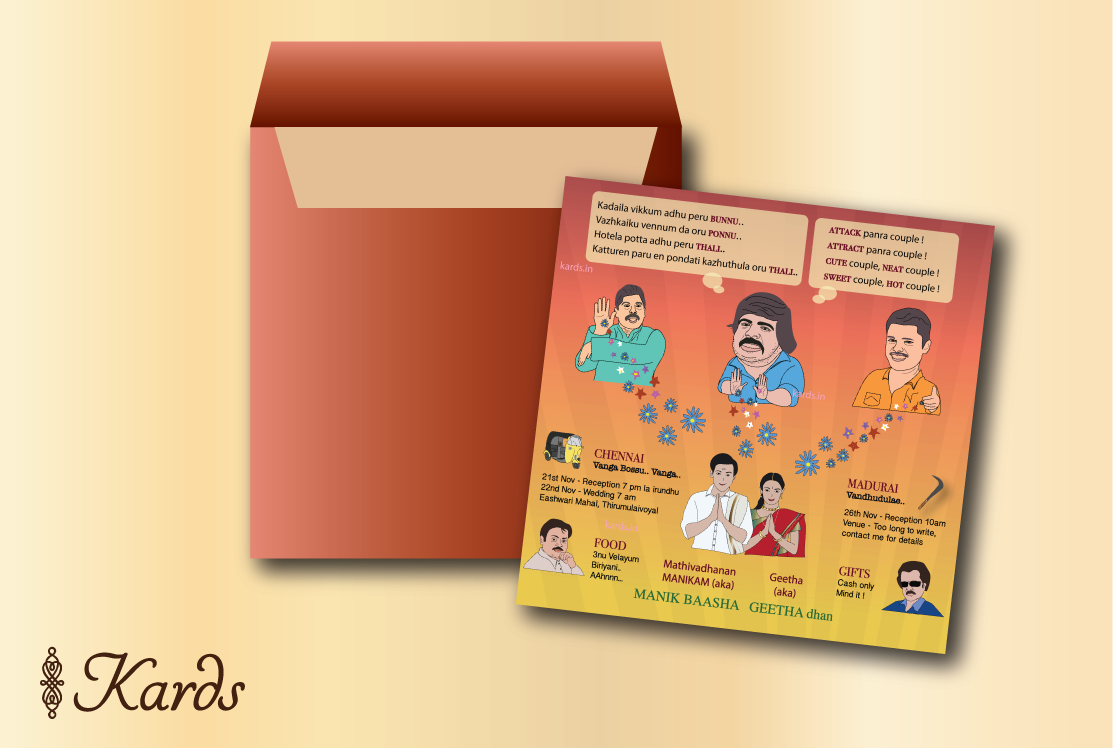 Kadaila vikkum adhu peru BUNNU..
Vazhkaiku vennum da oru PONNU..
Hotela potta adhu peru THALI..
Katturen paru en pondati kazhuthula oru THALI..
ATTACK panra couple !
ATTRACT panra couple !
CUTE couple, NEAT couple !
SWEET couple, HOT couple !
kards.in
kards.in
CHENNAI
Vanga Bossu.. Vanga..
21st Nov - Reception 7 pm la irundhu
22nd Nov - Wedding 7 am
Eashwari Mahal, Thirumulaivoyal
MADURAI
Vandhudulae..
26th Nov - Reception 10am
Venue - Too long to write,
contact me for details
FOOD
3nu Velayum
Biriyani..
AAhnnn..
Mathivadhanan
MANIKAM (aka)
MANIK BAASHA
Geetha
(aka)
GEETHA dhan
GIFTS
Cash only
Mind it !
Kards